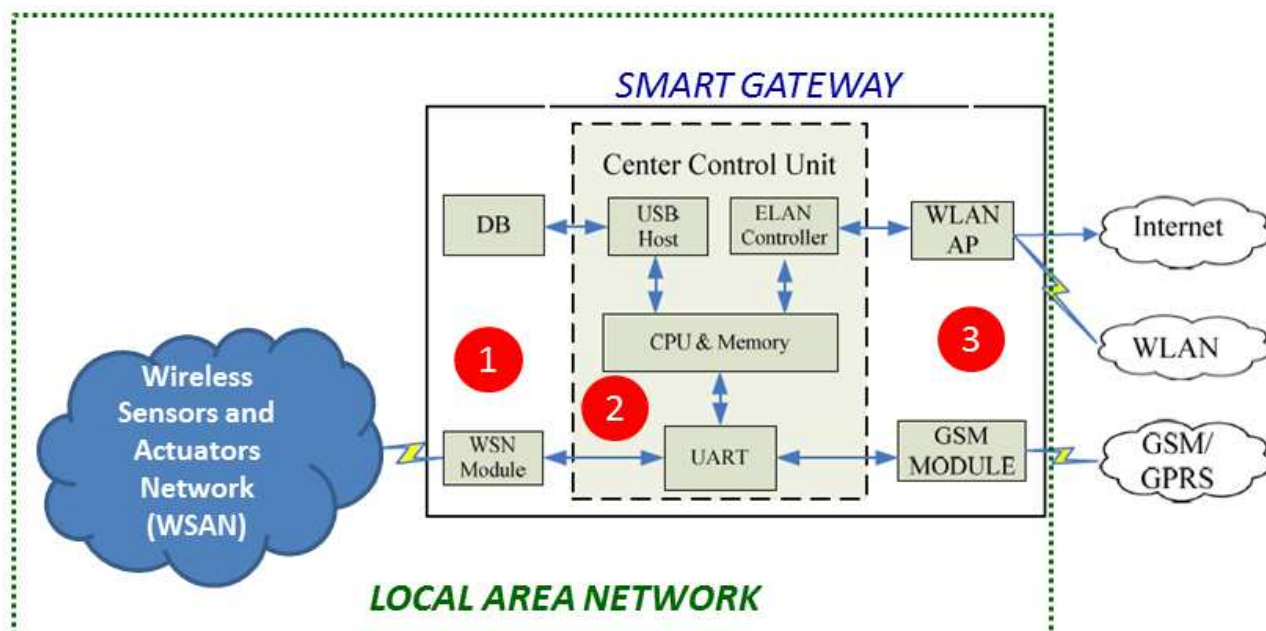 SMART GATEWAY
Center Control Unit
DB
USB
Host
ELAN
Controller
WLAN
AP
Internet
1
CPU & Memory
3
WLAN
2
Wireless
Sensors and
Actuators
Network
(WSAN)
WSN
Module
UART
GSM
MODULE
GSM/
GPRS
LOCAL AREA NETWORK